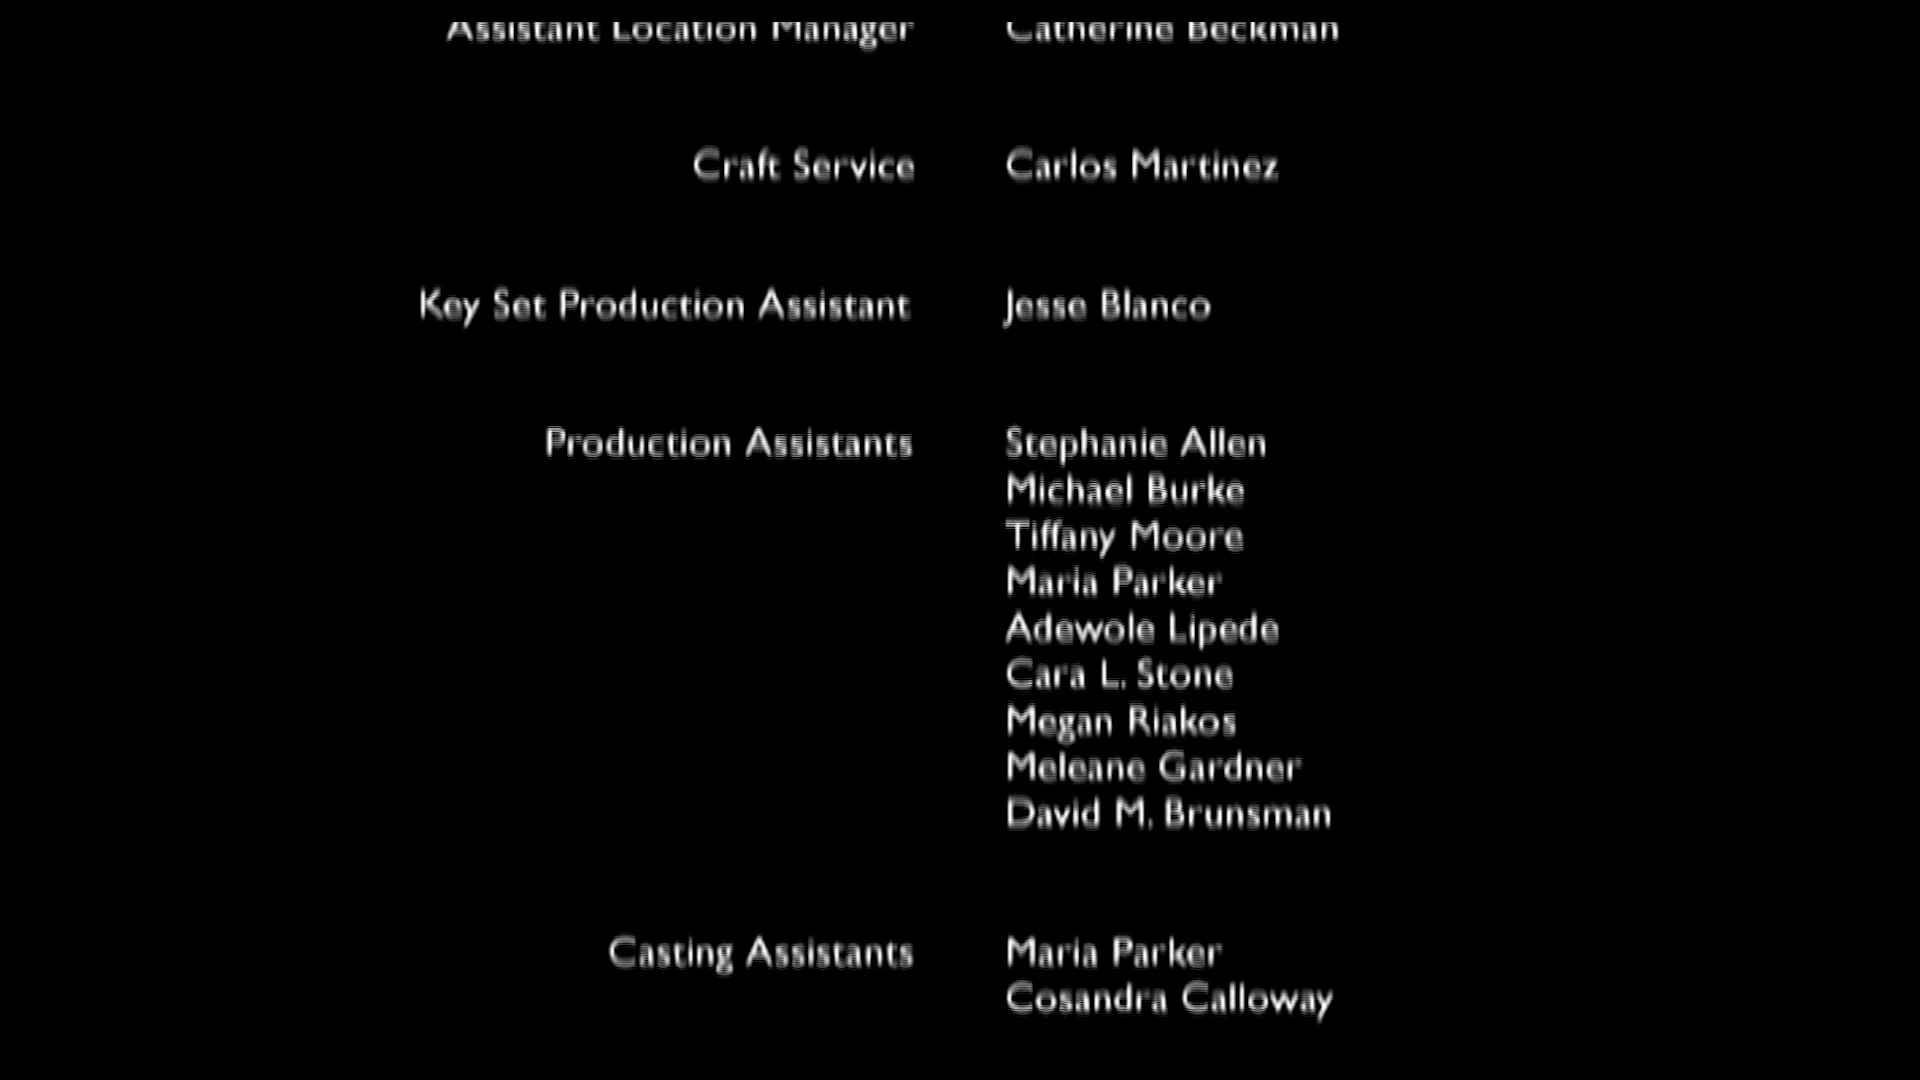 Assistant Location Manager Catherine Beckman
Craft Service Carlos Martinez
Key Set Production Assistant Jesse Blanco
Production Assistants Stephanie Allen
Michael Burke
Tiffany Moore
Maria Parker
Adewole Lipede
Cara L. Stone
Megan Riakos
Meleane Gardner
David M. Brunsman
Casting Assistants Maria Parker
Cosandra Calloway